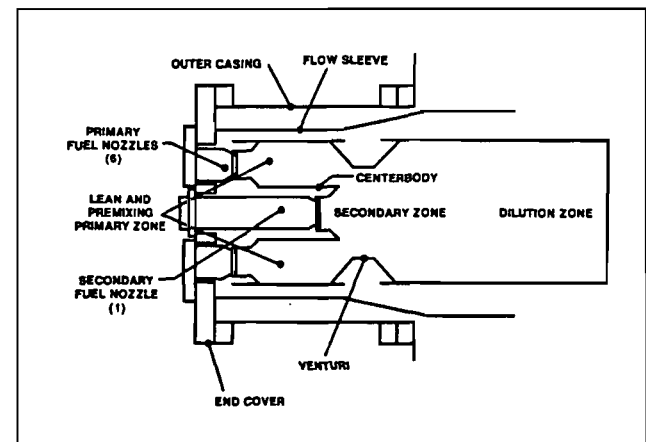 OUTER CASING
FLOW SLEEVE
PRIMARY
FUEL NOZZLES
(6)
CENTERBODY
LEAN AND
PREMIXING
PRIMARY ZONE
SECONDARY ZONE
DILUTION ZONE
SECONDARY
FUEL NOZZLE
(1)
VENTURI
END COVER